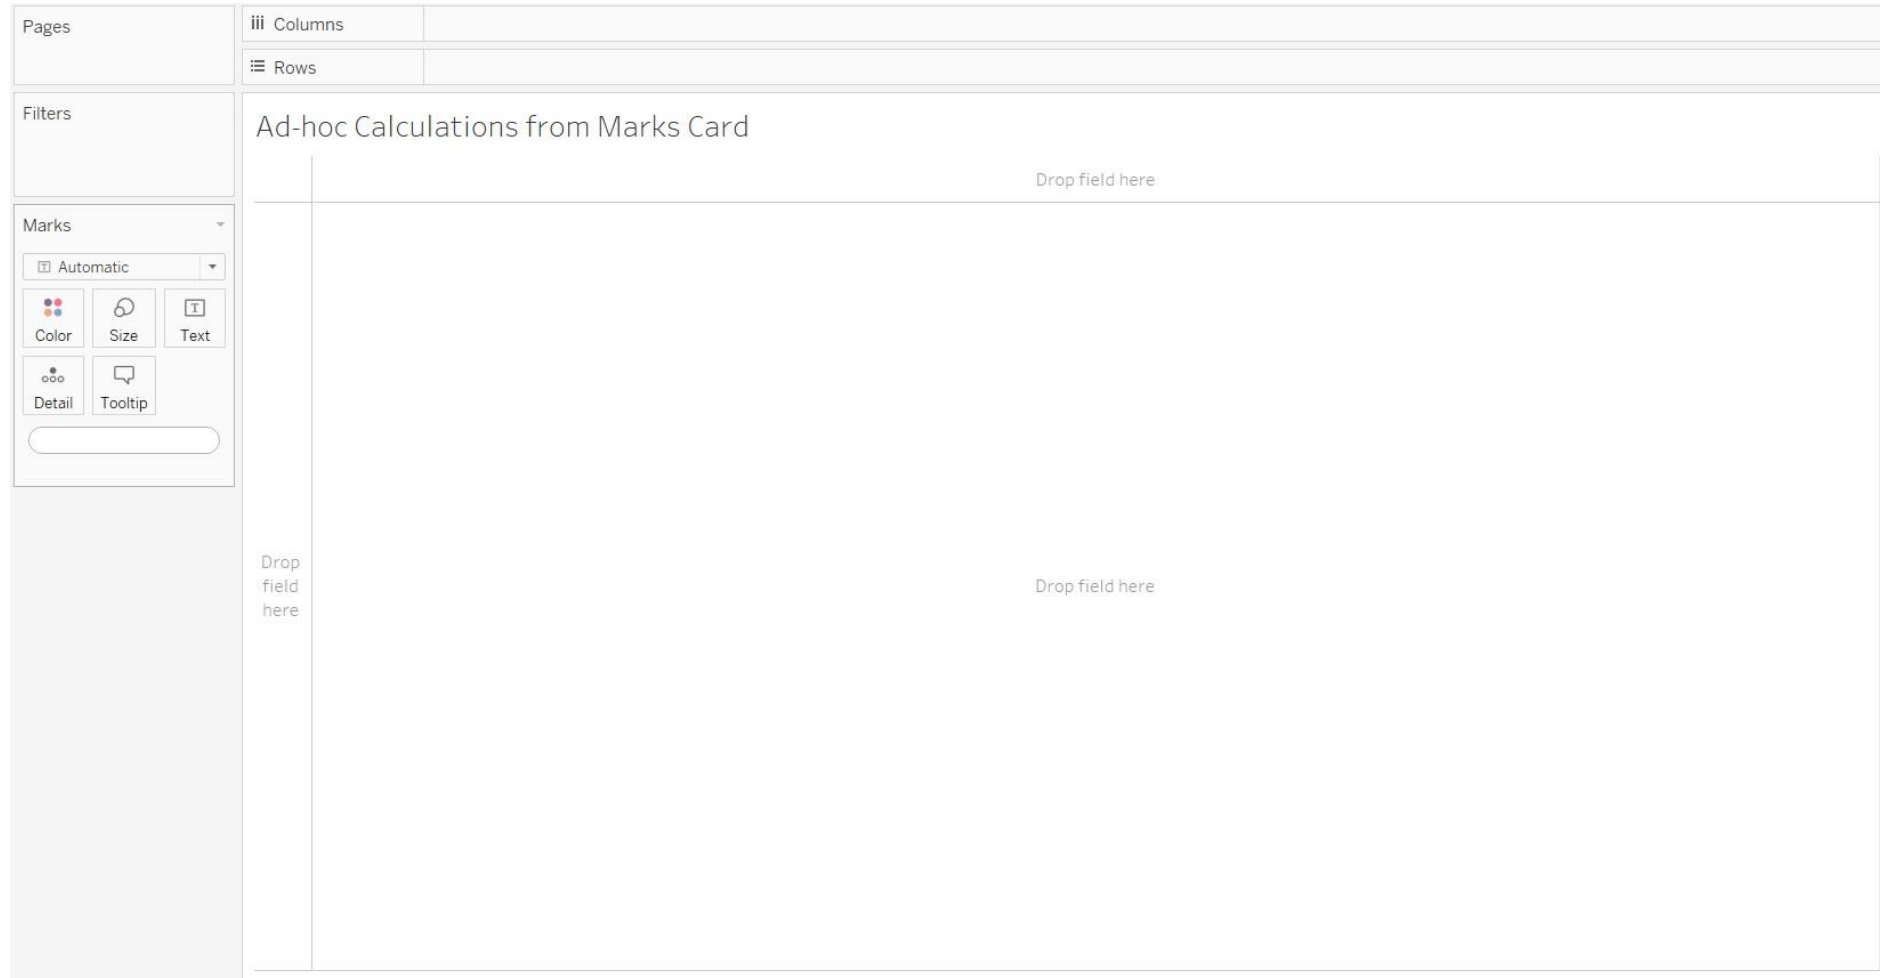 Pages
Columns
Rows
Filters
Ad-hoc Calculations from Marks Card
Drop field here
Marks
T Automatic
Color
Size
T
Text
Detail
Tooltip
Drop
field
here
Drop field here